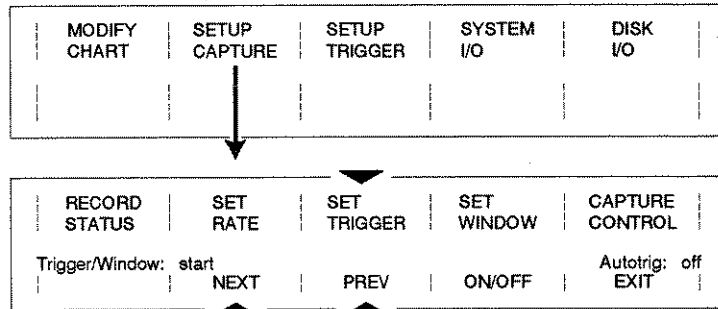 MODIFY SETUP SETUP SYSTEM DISK
CHART CAPTURE TRIGGER I/O I/O
RECORD SET SET SET CAPTURE
STATUS RATE TRIGGER WINDOW CONTROL
Trigger/Window: start Autotrig: off
NEXT PREV ON/OFF EXIT